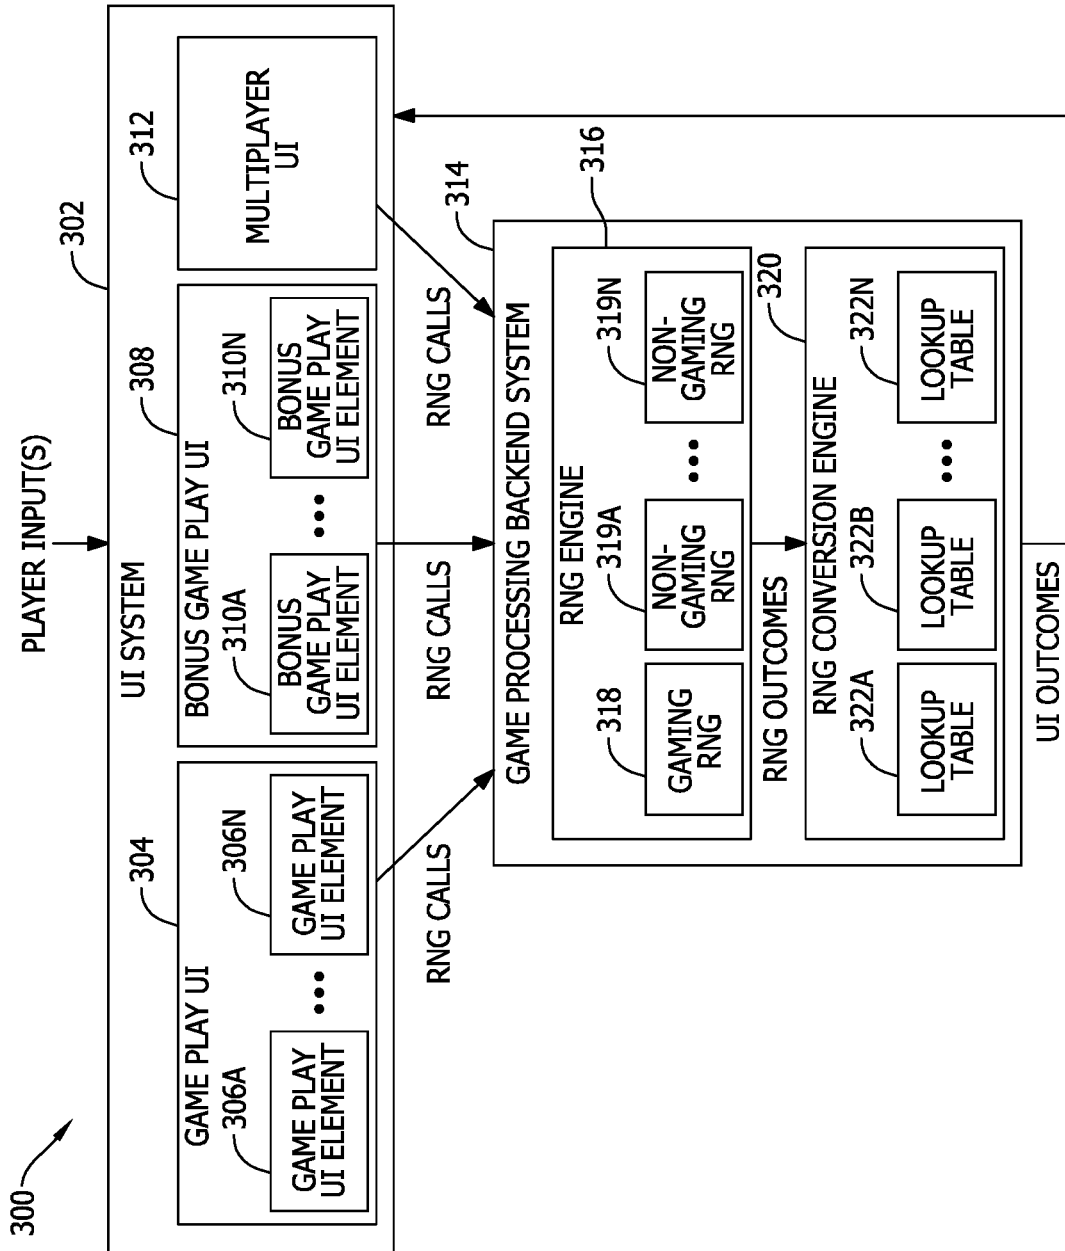 300
PLAYER INPUT(S)
302
UI SYSTEM
304
GAME PLAY UI
306A
GAME PLAY
UI ELEMENT
•••
306N
GAME PLAY
UI ELEMENT
308
BONUS GAME PLAY UI
310A
BONUS
GAME PLAY
UI ELEMENT
•••
310N
BONUS
GAME PLAY
UI ELEMENT
312
MULTIPLAYER
UI
RNG CALLS
RNG CALLS
RNG CALLS
314
GAME PROCESSING BACKEND SYSTEM
316
RNG ENGINE
318
GAMING
RNG
319A
NON-
GAMING
RNG
••••
319N
NON-
GAMING
RNG
RNG OUTCOMES
320
RNG CONVERSION ENGINE
322A
LOOKUP
TABLE
322B
LOOKUP
TABLE
••••
322N
LOOKUP
TABLE
UI OUTCOMES